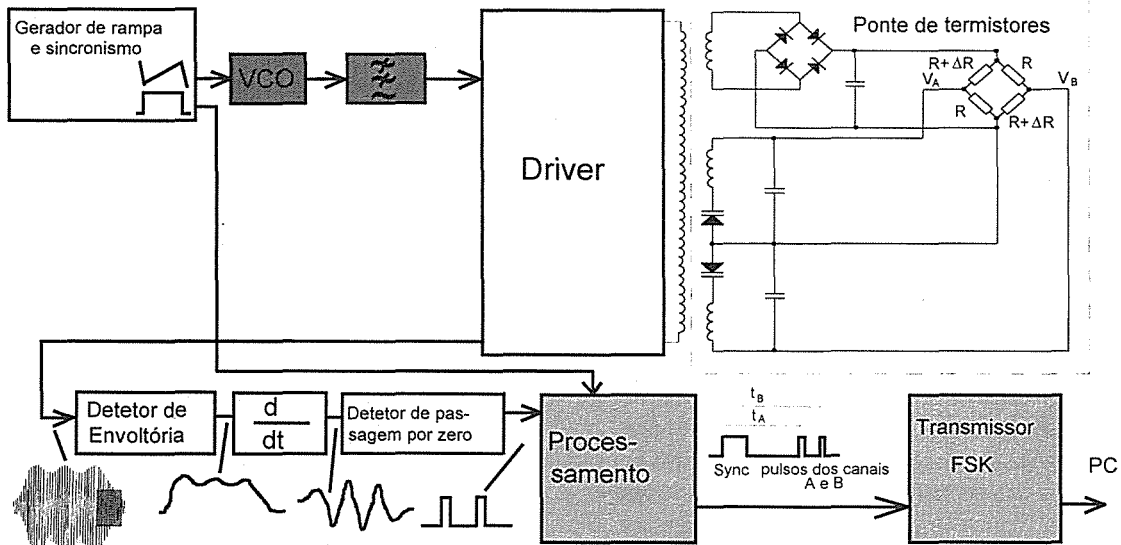 Gerador de rampa
e sincronismo
VCO
Driver
Ponte de termistores
R+ΔR
R
V_A
V_B
R
R+ΔR
Detetor de
Envoltória
d
dt
Detetor de pas-
sagem por zero
Proces-
samento
t_B
t_A
Sync
pulsos dos canais
A e B
Transmissor
FSK
PC